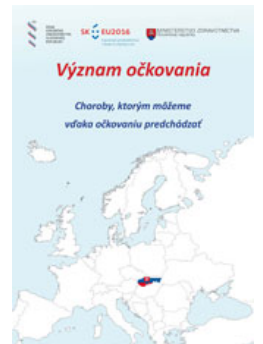 SK EU2016
MINISTERSTVO ZDRAVOTNÍCTVA
Význam očkovania
Choroby, ktorým môžeme
vďaka očkovaniu predchádzať